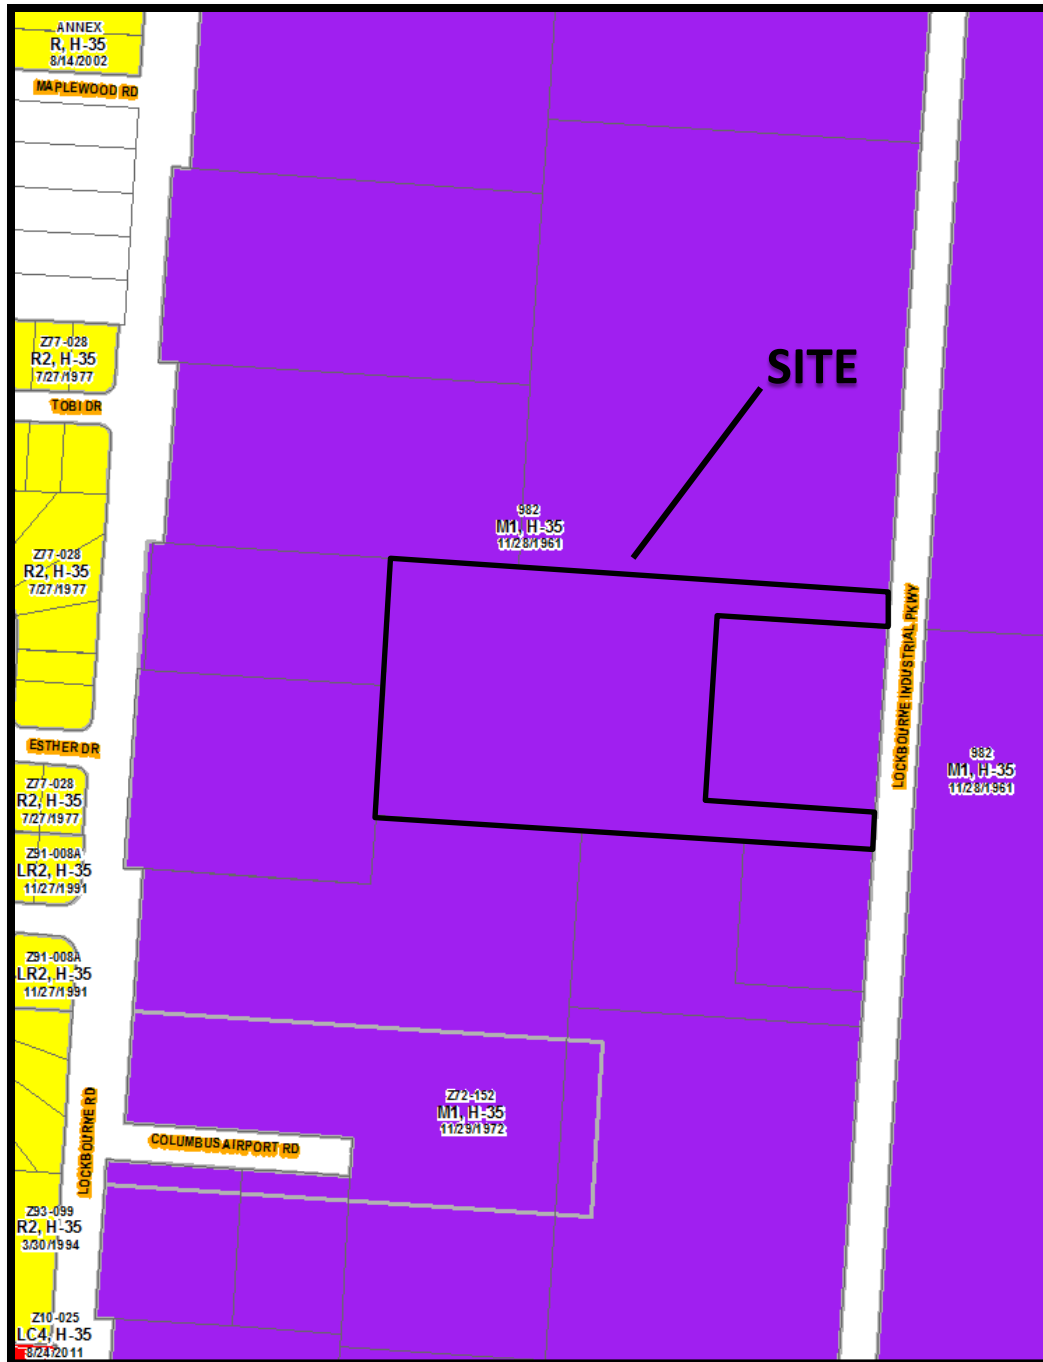 ANNEX
R, H-35
8/14/2002
MAPLEWOOD RD
Z77-028
R2, H-35
7/27/1977
TOBI DR
SITE
982
M1, H-35
11/28/1961
Z77-028
R2, H-35
7/27/1977
LOCKBOURNE INDUSTRIAL PKWY
ESTHER DR
982
M1, H-35
11/28/1961
Z77-028
R2, H-35
7/27/1977
Z91-008A
LR2, H-35
11/27/1991
Z91-008A
LR2, H-35
11/27/1991
Z72-152
M1, H-35
11/29/1972
LOCKBOURNE RD
COLUMBUS AIRPORT RD
Z93-099
R2, H-35
3/30/1994
Z10-025
LC4, H-35
8/24/2011